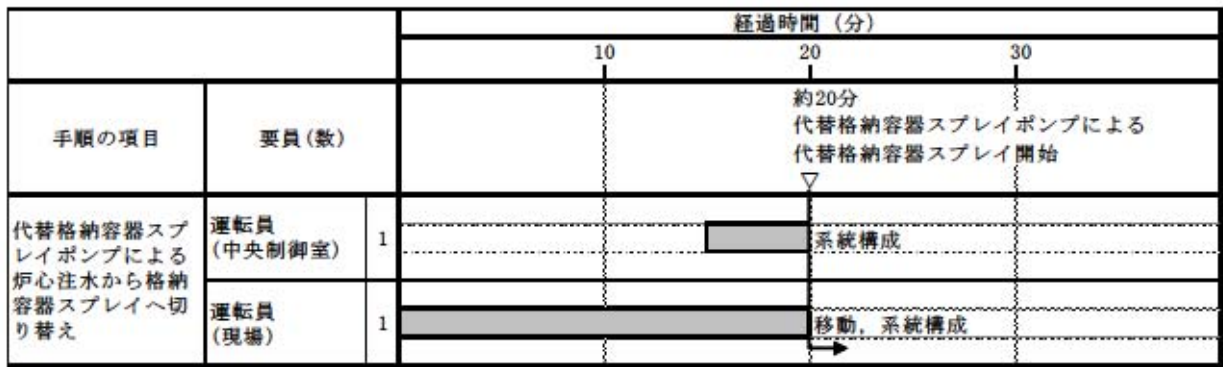 経過時間（分）
10 20 30
手順の項目
要員(数)
約20分
代替格納容器スプレイポンプによる
代替格納容器スプレイ開始
代替格納容器スプ
レイポンプによる
炉心注水から格納
容器スプレイへ切
り替え
運転員
(中央制御室)
1
系統構成
運転員
(現場)
1
移動，系統構成